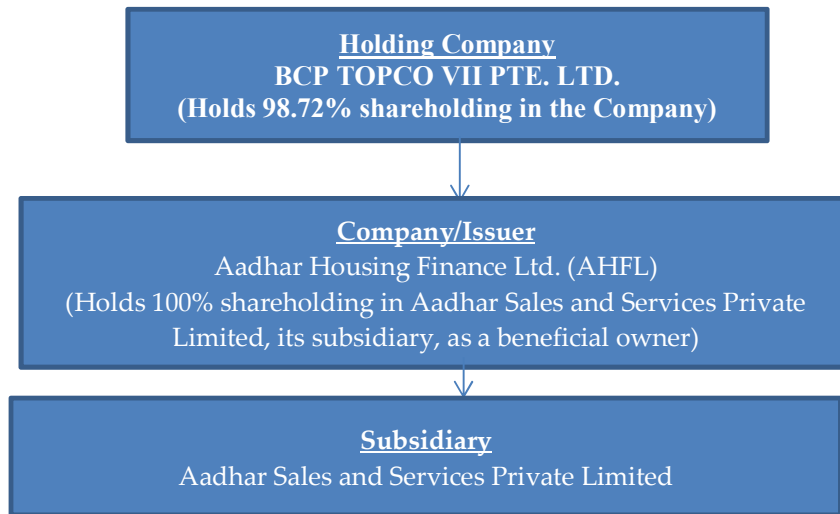 Holding Company
BCP TOPCO VII PTE. LTD.
(Holds 98.72% shareholding in the Company)
Company/Issuer
Aadhar Housing Finance Ltd. (AHFL)
(Holds 100% shareholding in Aadhar Sales and Services Private
Limited, its subsidiary, as a beneficial owner)
Subsidiary
Aadhar Sales and Services Private Limited